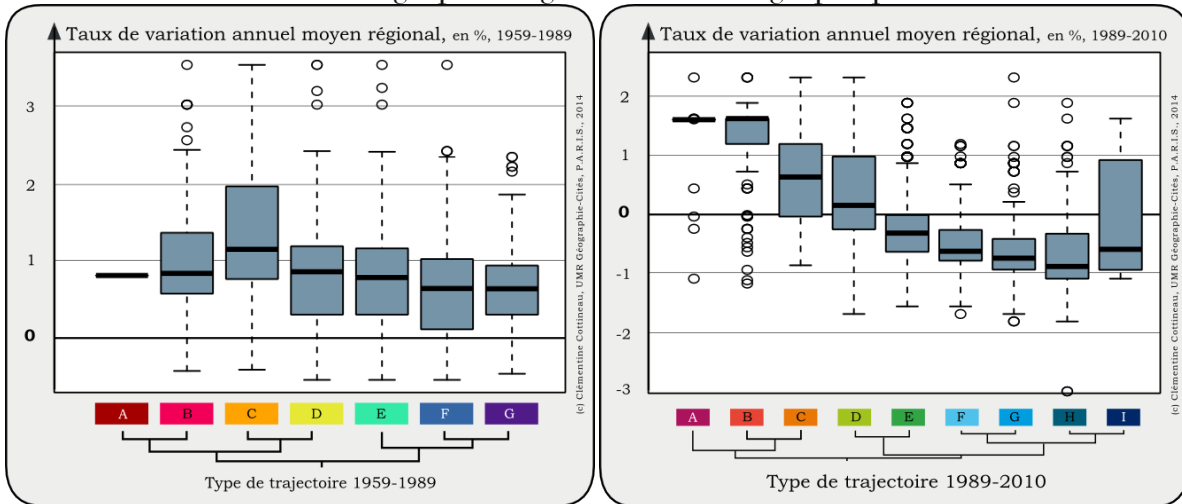 Taux de variation annuel moyen régional, en %, 1959-1989
3
2
1
0
A B C D E F G
Type de trajectoire 1959-1989
(c) Clémentine Cottineau, UMR Géographie-Cités, P.A.R.I.S., 2014
Taux de variation annuel moyen régional, en %, 1989-2010
2
1
0
-1
-2
-3
A B C D E F G H I
Type de trajectoire 1989-2010
(c) Clémentine Cottineau, UMR Géographie-Cités, P.A.R.I.S., 2014